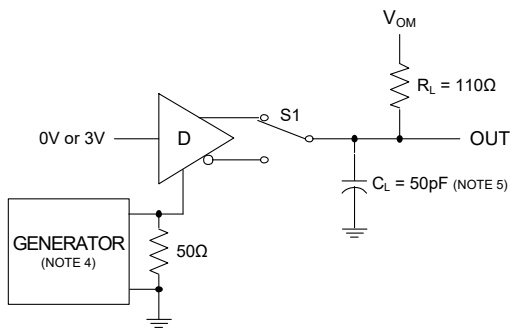 V_OM
R_L = 110Ω
S1
0V or 3V
D
OUT
C_L = 50pF (NOTE 5)
GENERATOR
(NOTE 4)
50Ω